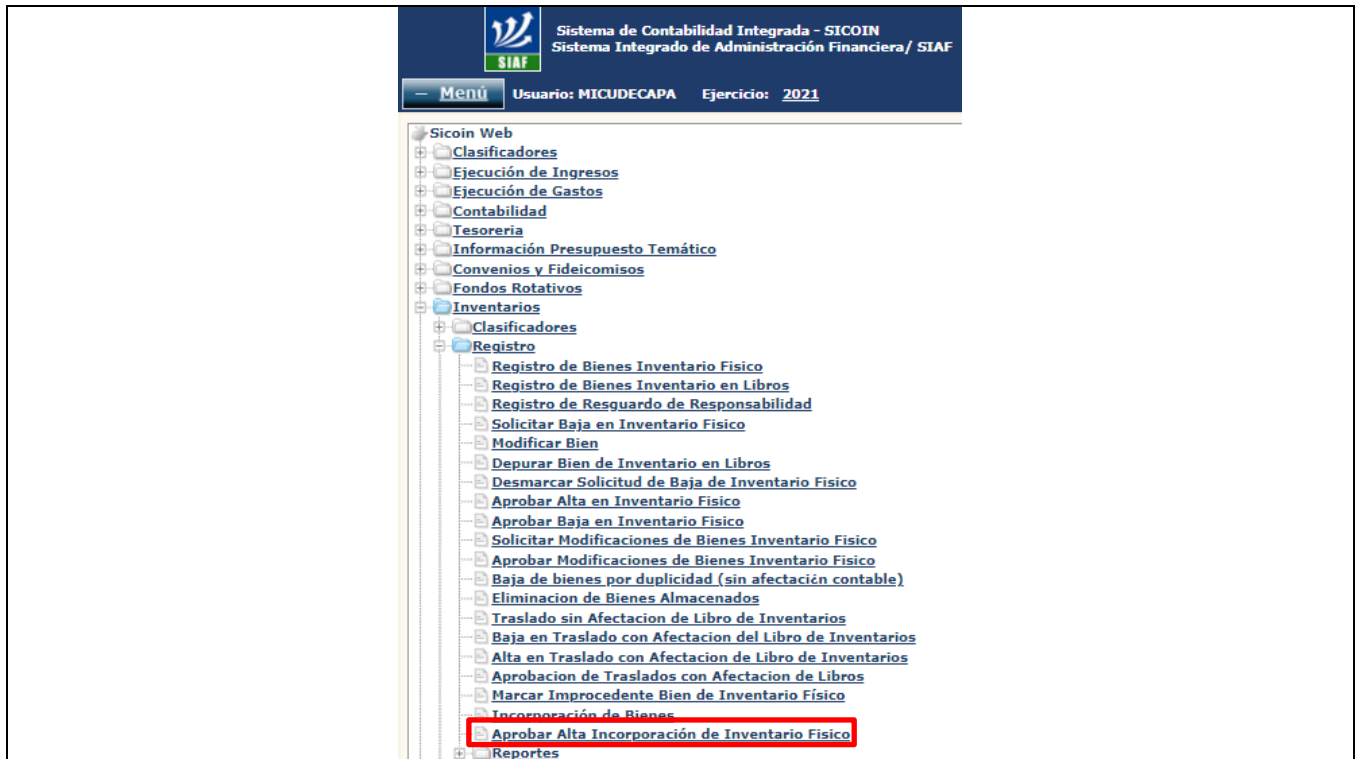 Sistema de Contabilidad Integrada - SICOIN
Sistema Integrado de Administración Financiera/ SIAF
SIAF
Menú Usuario: MICUDECAPA Ejercicio: 2021
Sicoin Web
Clasificadores
Ejecución de Ingresos
Ejecución de Gastos
Contabilidad
Tesoreria
Información Presupuesto Temático
Convenios y Fideicomisos
Fondos Rotativos
Inventarios
Clasificadores
Registro
Registro de Bienes Inventario Fisico
Registro de Bienes Inventario en Libros
Registro de Resguardo de Responsabilidad
Solicitar Baja en Inventario Fisico
Modificar Bien
Depurar Bien de Inventario en Libros
Desmarcar Solicitud de Baja de Inventario Fisico
Aprobar Alta en Inventario Fisico
Aprobar Baja en Inventario Fisico
Solicitar Modificaciones de Bienes Inventario Fisico
Aprobar Modificaciones de Bienes Inventario Fisico
Baja de bienes por duplicidad (sin afectación contable)
Eliminacion de Bienes Almacenados
Traslado sin Afectacion de Libro de Inventarios
Baja en Traslado con Afectacion del Libro de Inventarios
Alta en Traslado con Afectacion de Libro de Inventarios
Aprobacion de Traslados con Afectacion de Libros
Marcar Improcedente Bien de Inventario Físico
Incorporación de Bienes
Aprobar Alta Incorporación de Inventario Fisico
Reportes